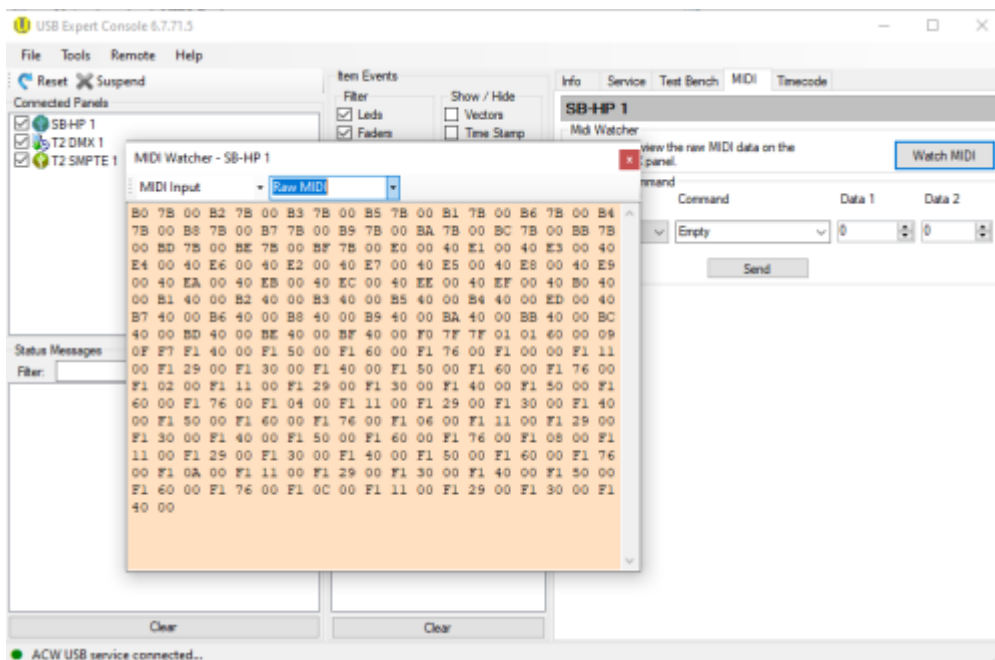 USB Expert Console 6.7.71.5
File Tools Remote Help
Reset Suspend
Connected Panels
SB-HP 1
T2 DMX 1
T2 SMPTE 1
Item Events
Filter
Leds
Faders
Show / Hide
Vectors
Time Stamp
Info Service Test Bench MIDI Timecode
SB-HP 1
Midi Watcher
view the raw MIDI data on the
panel.
Watch MIDI
Command Data 1 Data 2
Empty 0 0
Send
MIDI Watcher - SB-HP 1
MIDI Input Raw MIDI
B0 7B 00 B2 7B 00 B3 7B 00 B5 7B 00 B1 7B 00 B6 7B 00 B4
7B 00 B8 7B 00 B7 7B 00 B9 7B 00 BA 7B 00 BC 7B 00 BB 7B
00 BD 7B 00 BE 7B 00 BF 7B 00 E0 00 40 E1 00 40 E3 00 40
E4 00 40 E6 00 40 E2 00 40 E7 00 40 E5 00 40 E8 00 40 E9
00 40 EA 00 40 EB 00 40 EC 00 40 EE 00 40 EF 00 40 B0 40
00 B1 40 00 B2 40 00 B3 40 00 B5 40 00 B4 40 00 ED 00 40
B7 40 00 B6 40 00 B8 40 00 B9 40 00 BA 40 00 BB 40 00 BC
40 00 BD 40 00 BE 40 00 BF 40 00 F0 7F 7F 01 01 60 00 09
0F F7 F1 40 00 F1 50 00 F1 60 00 F1 76 00 F1 00 00 F1 11
00 F1 29 00 F1 30 00 F1 40 00 F1 50 00 F1 60 00 F1 76 00
F1 02 00 F1 11 00 F1 29 00 F1 30 00 F1 40 00 F1 50 00 F1
60 00 F1 76 00 F1 04 00 F1 11 00 F1 29 00 F1 30 00 F1 40
00 F1 50 00 F1 60 00 F1 76 00 F1 06 00 F1 11 00 F1 29 00
F1 30 00 F1 40 00 F1 50 00 F1 60 00 F1 76 00 F1 08 00 F1
11 00 F1 29 00 F1 30 00 F1 40 00 F1 50 00 F1 60 00 F1 76
00 F1 0A 00 F1 11 00 F1 29 00 F1 30 00 F1 40 00 F1 50 00
F1 60 00 F1 76 00 F1 0C 00 F1 11 00 F1 29 00 F1 30 00 F1
40 00
Status Messages
Filter:
Clear
Clear
ACW USB service connected...